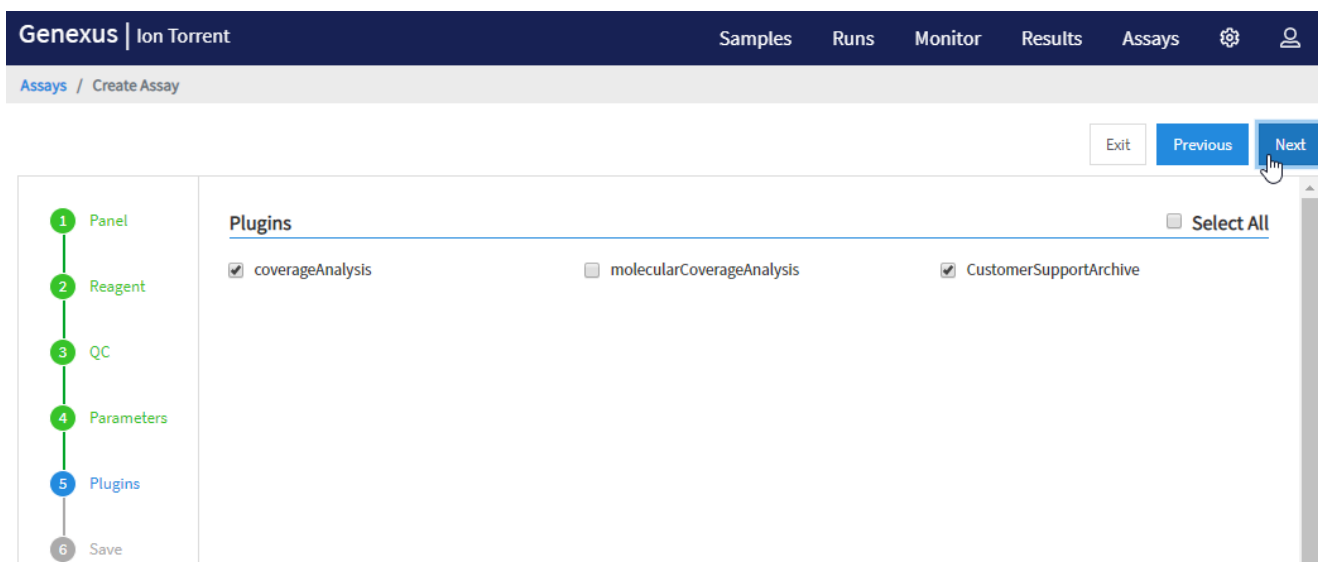 Genexus | Ion Torrent
Samples Runs Monitor Results Assays
Assays / Create Assay
Exit Previous Next
1 Panel
2 Reagent
3 QC
4 Parameters
5 Plugins
6 Save
Plugins Select All
coverageAnalysis molecularCoverageAnalysis CustomerSupportArchive